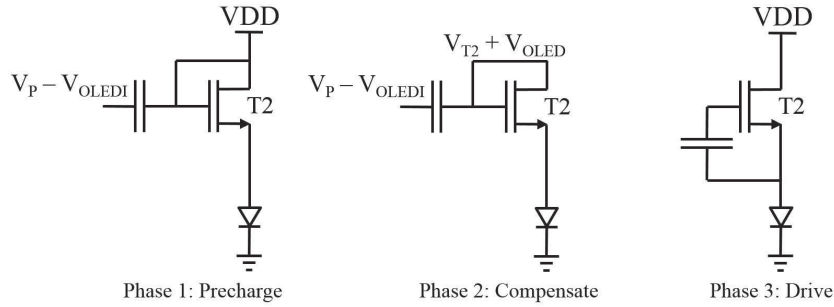 VDD
V_P – V_OLEDI
T2
Phase 1: Precharge
V_T2 + V_OLED
V_P – V_OLEDI
T2
Phase 2: Compensate
VDD
T2
Phase 3: Drive